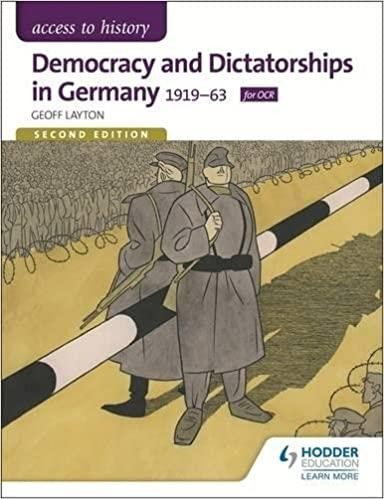 access to history
Democracy and Dictatorships
in Germany 1919–63 for OCR
GEOFF LAYTON
SECOND EDITION
HODDER
EDUCATION
LEARN MORE